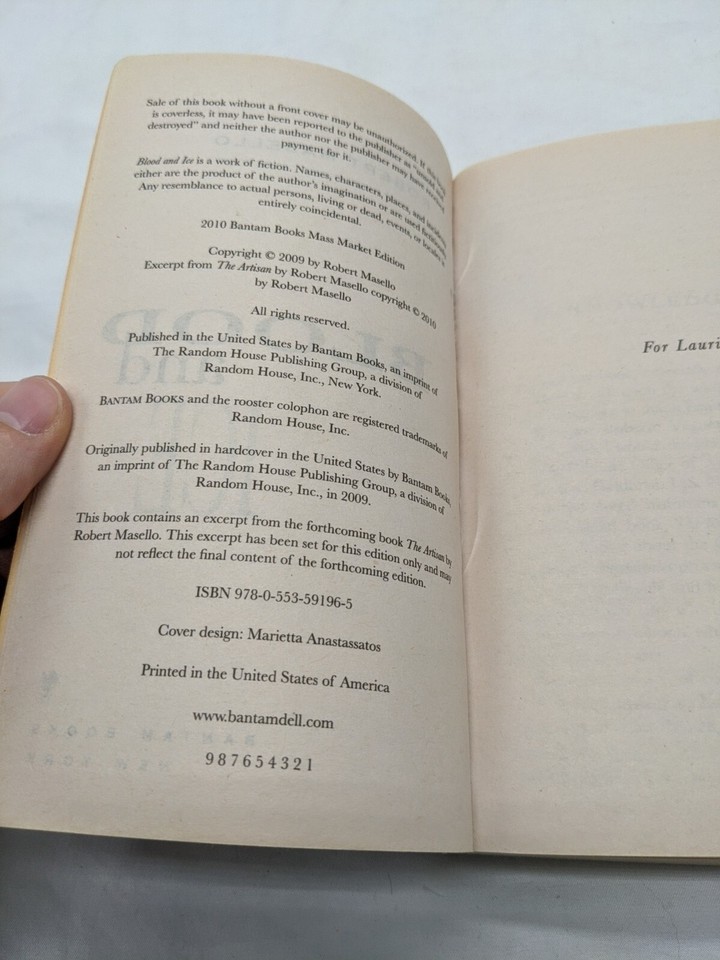 Sale of this book without a front cover may be unauthorized. If this book
is coverless, it may have been reported to the publisher as "unsold and
destroyed" and neither the author nor the publisher may have received
payment for it.
Blood and Ice is a work of fiction. Names, characters, places, and incidents
either are the product of the author's imagination or are used fictitiously.
Any resemblance to actual persons, living or dead, events, or locales is
entirely coincidental.
2010 Bantam Books Mass Market Edition
Copyright © 2009 by Robert Masello
Excerpt from The Artisan by Robert Masello copyright © 2010
by Robert Masello
All rights reserved.
Published in the United States by Bantam Books, an imprint of
The Random House Publishing Group, a division of
Random House, Inc., New York.
BANTAM BOOKS and the rooster colophon are registered trademarks of
Random House, Inc.
Originally published in hardcover in the United States by Bantam Books,
an imprint of The Random House Publishing Group, a division of
Random House, Inc., in 2009.
This book contains an excerpt from the forthcoming book The Artisan by
Robert Masello. This excerpt has been set for this edition only and may
not reflect the final content of the forthcoming edition.
ISBN 978-0-553-59196-5
Cover design: Marietta Anastassatos
Printed in the United States of America
www.bantamdell.com
9 8 7 6 5 4 3 2 1
For Lauri